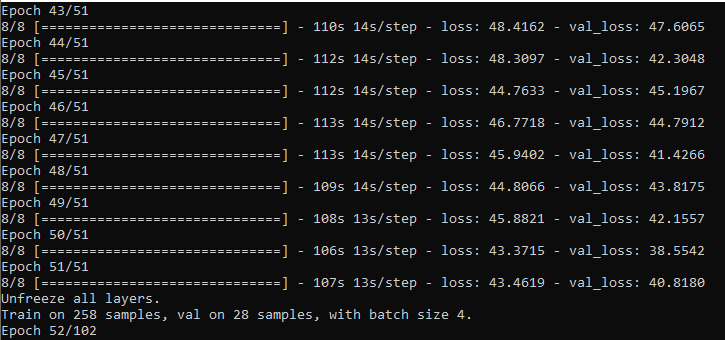 Epoch 43/51
8/8 [==============================] - 110s 14s/step - loss: 48.4162 - val_loss: 47.6065
Epoch 44/51
8/8 [==============================] - 112s 14s/step - loss: 48.3097 - val_loss: 42.3048
Epoch 45/51
8/8 [==============================] - 112s 14s/step - loss: 44.7633 - val_loss: 45.1967
Epoch 46/51
8/8 [==============================] - 113s 14s/step - loss: 46.7718 - val_loss: 44.7912
Epoch 47/51
8/8 [==============================] - 113s 14s/step - loss: 45.9402 - val_loss: 41.4266
Epoch 48/51
8/8 [==============================] - 109s 14s/step - loss: 44.8066 - val_loss: 43.8175
Epoch 49/51
8/8 [==============================] - 108s 13s/step - loss: 45.8821 - val_loss: 42.1557
Epoch 50/51
8/8 [==============================] - 106s 13s/step - loss: 43.3715 - val_loss: 38.5542
Epoch 51/51
8/8 [==============================] - 107s 13s/step - loss: 43.4619 - val_loss: 40.8180
Unfreeze all layers.
Train on 258 samples, val on 28 samples, with batch size 4.
Epoch 52/102